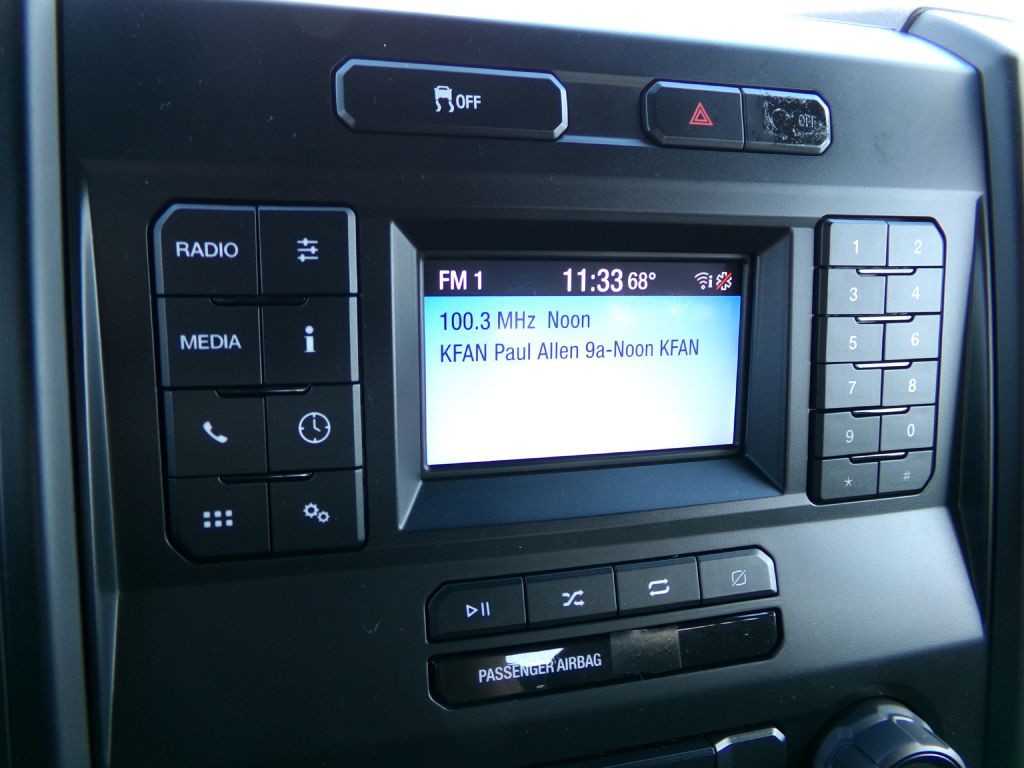 OFF
OFF
RADIO
MEDIA
i
FM 1 11:33 68°
100.3 MHz Noon
KFAN Paul Allen 9a-Noon KFAN
1 2
3 4
5 6
7 8
9 0
* #
PASSENGER AIRBAG